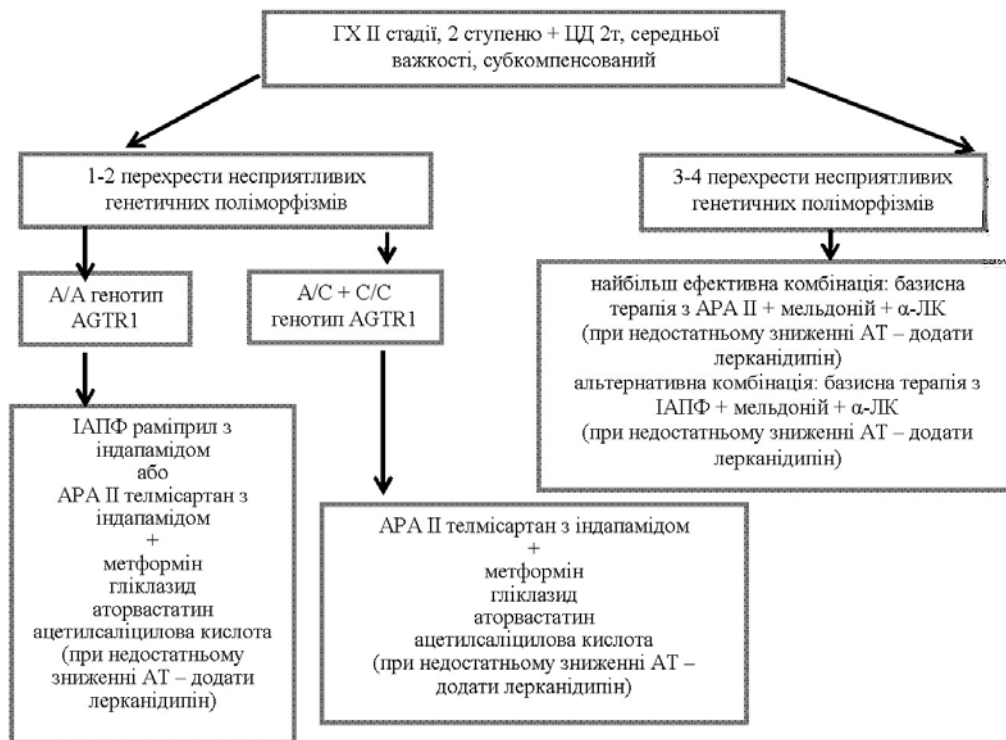 ГХ ІІ стадії, 2 ступеню + ЦД 2т, середньої
важкості, субкомпенсований
1-2 перехрести несприятливих
генетичних поліморфізмів
3-4 перехрести несприятливих
генетичних поліморфізмів
А/А генотип
AGTR1
А/С + С/С
генотип AGTR1
найбільш ефективна комбінація: базисна
терапія з АРА ІІ + мельдоній + α-ЛК
(при недостатньому зниженні АТ – додати
лерканідипін)
альтернативна комбінація: базисна терапія з
ІАПФ + мельдоній + α-ЛК
(при недостатньому зниженні АТ – додати
лерканідипін)
ІАПФ раміприл з
індапамідом
або
АРА ІІ телмісартан з
індапамідом
+
метформін
гліклазид
аторвастатин
ацетилсаліцилова кислота
(при недостатньому
зниженні АТ – додати
лерканідипін)
АРА ІІ телмісартан з індапамідом
+
метформін
гліклазид
аторвастатин
ацетилсаліцилова кислота
(при недостатньому зниженні АТ –
додати лерканідипін)